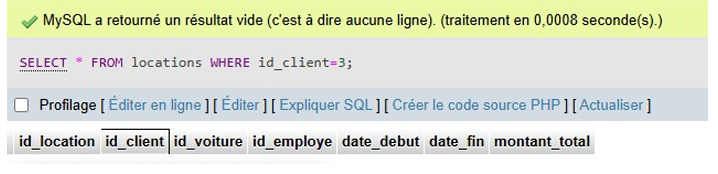 MySQL a retourné un résultat vide (c'est à dire aucune ligne). (traitement en 0,0008 seconde(s).)
SELECT * FROM locations WHERE id_client=3;
Profilage [ Éditer en ligne ] [ Éditer ] [ Expliquer SQL ] [ Créer le code source PHP ] [ Actualiser ]
id_location id_client id_voiture id_employe date_debut date_fin montant_total